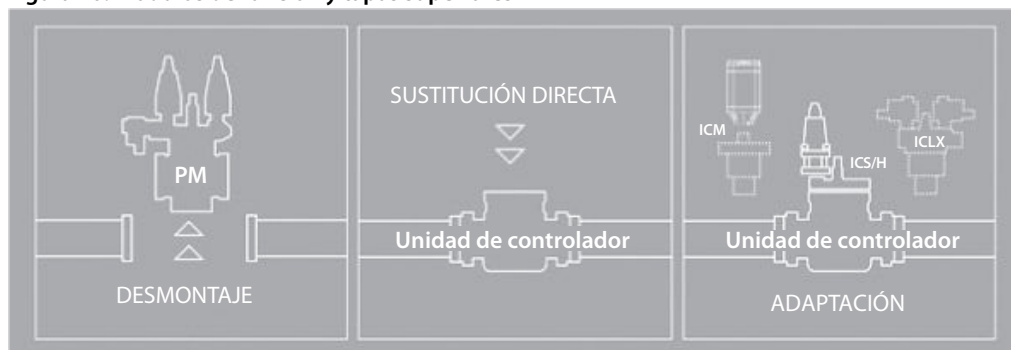 PM
DESMONTAJE
SUSTITUCIÓN DIRECTA
Unidad de controlador
ICM
ICS/H
ICLX
Unidad de controlador
ADAPTACIÓN